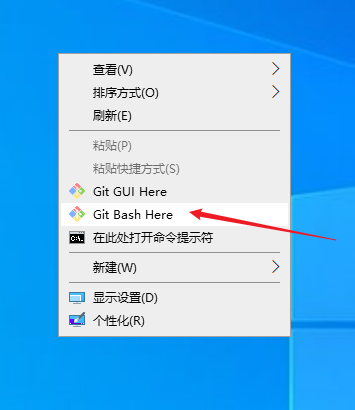 查看(V)
排序方式(O)
刷新(E)
粘贴(P)
粘贴快捷方式(S)
Git GUI Here
Git Bash Here
在此处打开命令提示符
新建(W)
显示设置(D)
个性化(R)